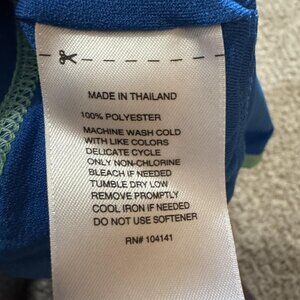 MADE IN THAILAND
100% POLYESTER
MACHINE WASH COLD
WITH LIKE COLORS
DELICATE CYCLE
ONLY NON-CHLORINE
BLEACH IF NEEDED
TUMBLE DRY LOW
REMOVE PROMPTLY
COOL IRON IF NEEDED
DO NOT USE SOFTENER
RN# 104141